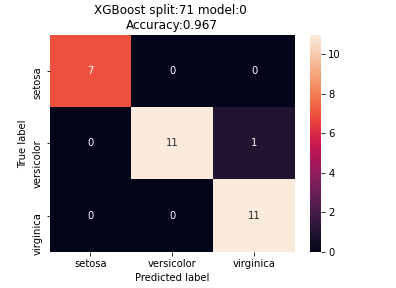 XGBoost split:71 model:0
Accuracy:0.967
True label
setosa
versicolor
virginica
7 0 0
0 11 1
0 0 11
setosa versicolor virginica
Predicted label
10
8
6
4
2
0